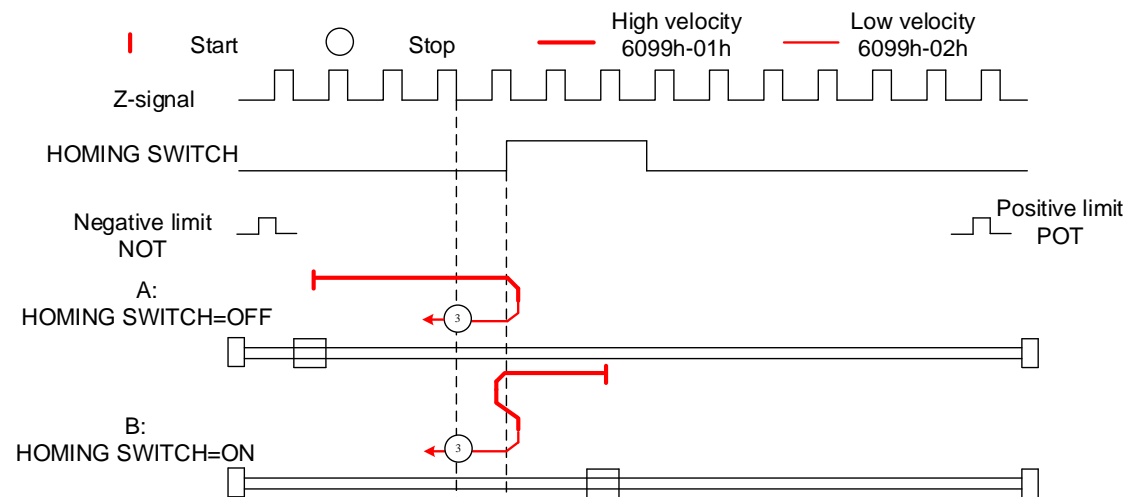 Start
Stop
High velocity
6099h-01h
Low velocity
6099h-02h
Z-signal
HOMING SWITCH
Negative limit
NOT
Positive limit
POT
A:
HOMING SWITCH=OFF
3
B:
HOMING SWITCH=ON
3